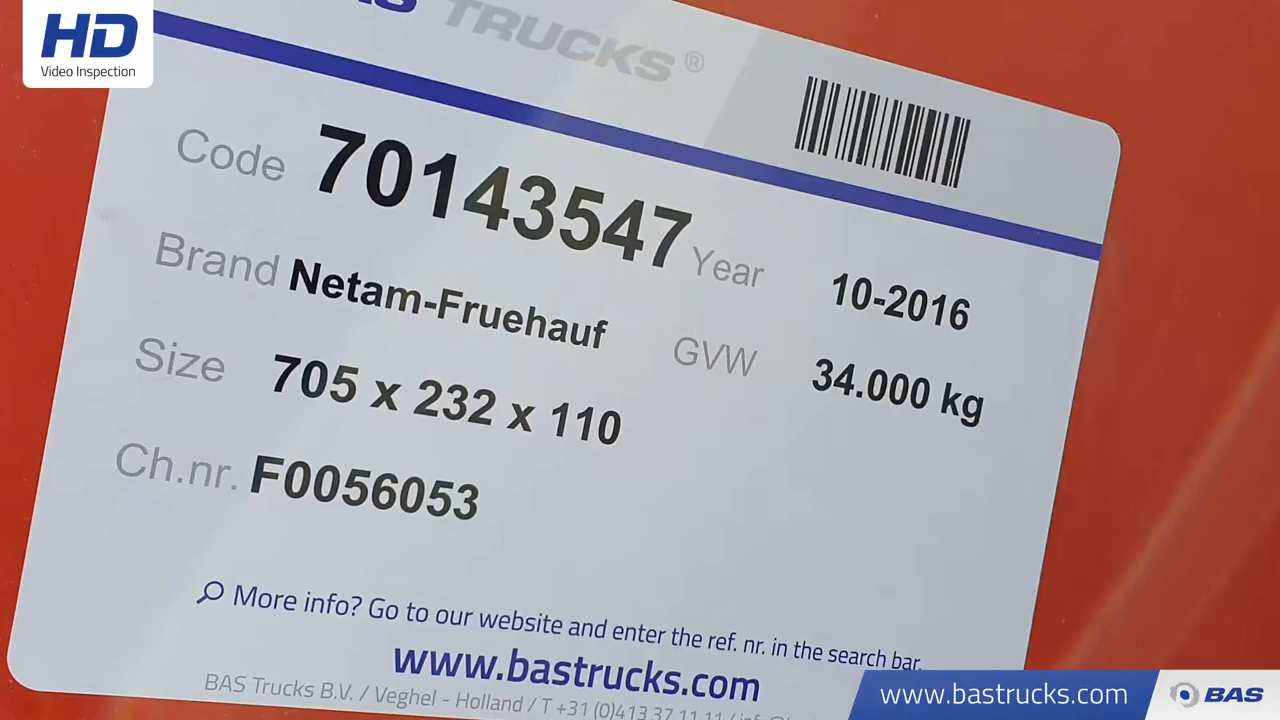 HD
Video Inspection
BAS TRUCKS®
Code 70143547
Year 10-2016
Brand Netam-Fruehauf
GVW 34.000 kg
Size 705 x 232 x 110
Ch.nr. F0056053
More info? Go to our website and enter the ref. nr. in the search bar.
www.bastrucks.com
BAS Trucks B.V. / Veghel - Holland / T +31 (0)413 37 11 11 /
www.bastrucks.com
BAS